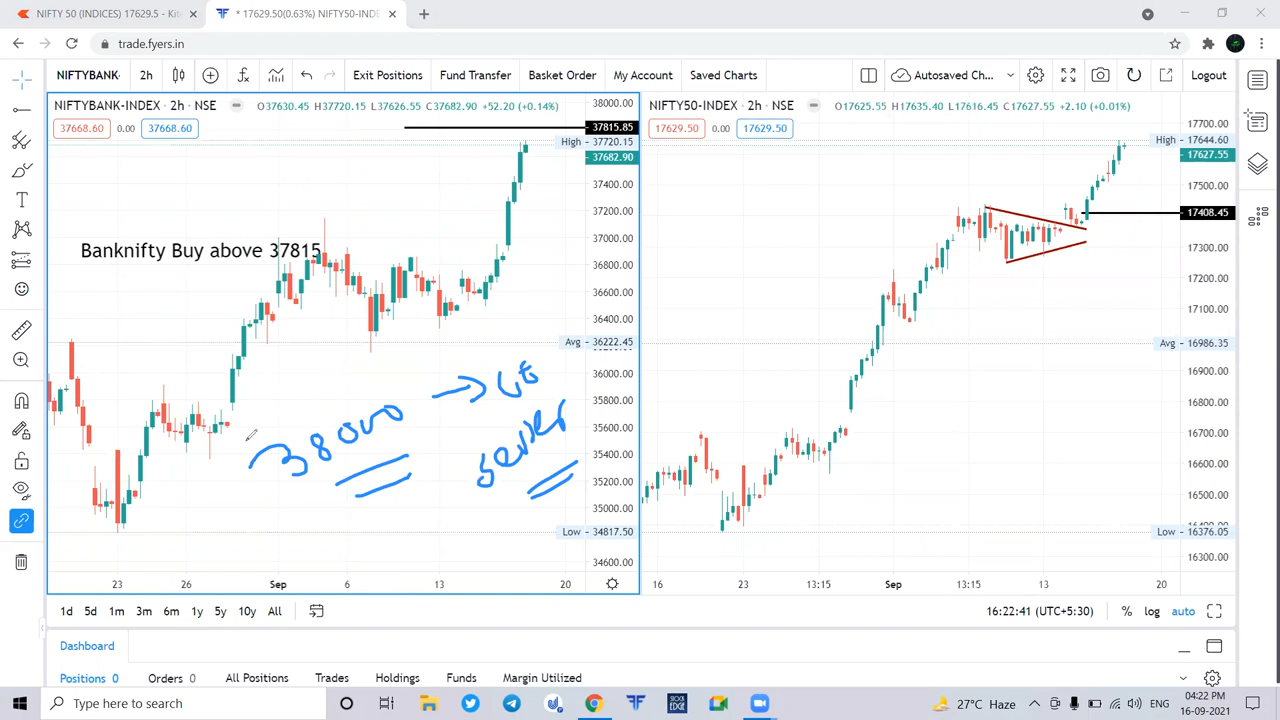 NIFTY 50 (INDICES) 17629.5 - Kit
* 17629.50(0.63%) NIFTY50-INDE
trade.fyers.in
NIFTYBANK-
2h
Exit Positions
Fund Transfer
Basket Order
My Account
Saved Charts
Autosaved Ch...
Logout
NIFTYBANK-INDEX • 2h • NSE
O37630.45 H37720.15 L37626.55 C37682.90 +52.20 (+0.14%)
37668.60
0.00
37668.60
38000.00
37815.85
High 37720.15
37682.90
37400.00
37200.00
37000.00
36800.00
36600.00
36400.00
Avg 36222.45
36000.00
35800.00
35600.00
35400.00
35200.00
35000.00
Low 34817.50
34600.00
Banknifty Buy above 37815
38000
seller
23
26
Sep
6
13
20
NIFTY50-INDEX • 2h • NSE
O17625.55 H17635.40 L17616.45 C17627.55 +2.10 (+0.01%)
17629.50
0.00
17629.50
17700.00
High 17644.60
17627.55
17500.00
17408.45
17300.00
17200.00
17100.00
Avg 16986.35
16900.00
16800.00
16700.00
16600.00
16500.00
16400.00
Low 16376.05
16300.00
16
23
13:15
Sep
13:15
13
20
1d 5d 1m 3m 6m 1y 5y 10y All
16:22:41 (UTC+5:30)
% log auto
Dashboard
Positions 0
Orders 0
All Positions
Trades
Holdings
Funds
Margin Utilized
Type here to search
STOCK EDGE
27°C Haze
ENG
04:22 PM
16-09-2021